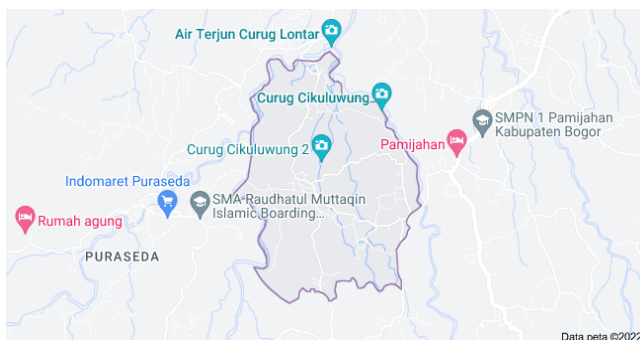 Air Terjun Curug Lontar
Curug Cikuluwung
SMPN 1 Pamijahan
Kabupaten Bogor
Pamijahan
Curug Cikuluwung 2
Indomaret Puraseda
SMA-Raudhatul Muttaqin
Islamic Boarding...
Rumah agung
PURASEDA
Data peta ©2022